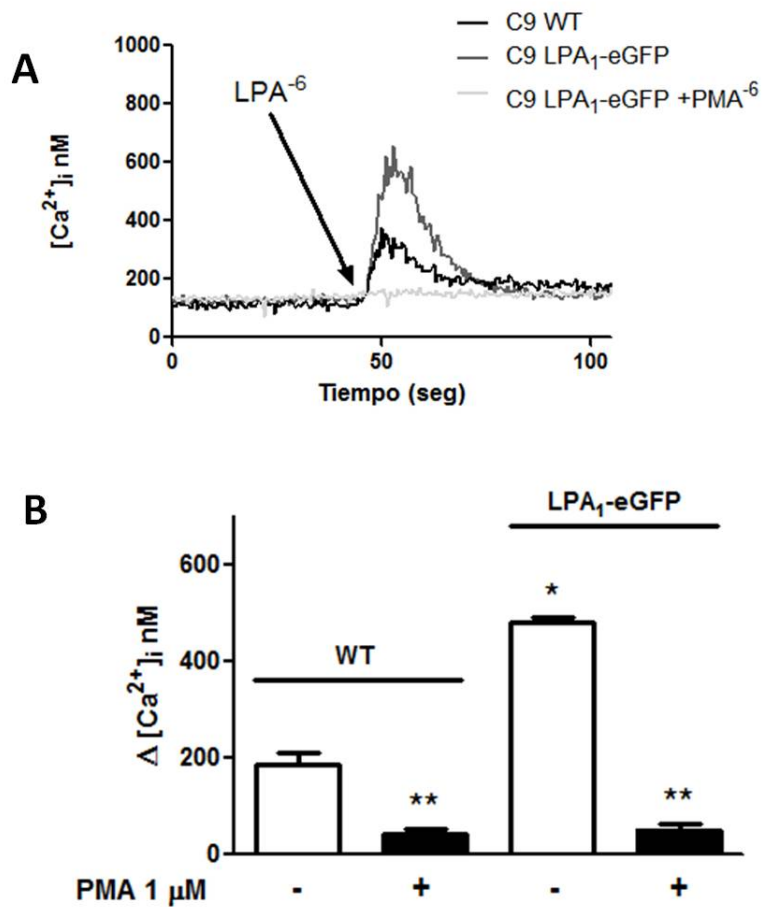 A
C9 WT
C9 LPA₁-eGFP
C9 LPA₁-eGFP +PMA⁻⁶
LPA⁻⁶
[Ca²⁺]ᵢ nM
1000
800
600
400
200
0
0 50 100
Tiempo (seg)
B
LPA₁-eGFP
WT
Δ [Ca²⁺]ᵢ nM
600
400
200
0
*
**
**
PMA 1 µM - + - +